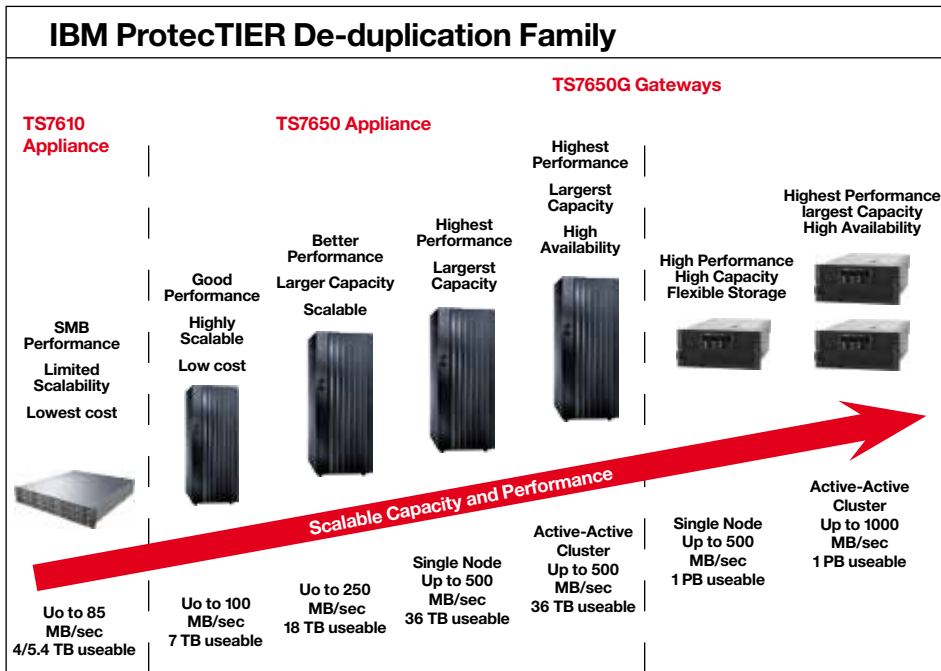 IBM ProtecTIER De-duplication Family
TS7650G Gateways
TS7610
Appliance
TS7650 Appliance
SMB
Performance
Limited
Scalability
Lowest cost
Good
Performance
Highly
Scalable
Low cost
Better
Performance
Larger Capacity
Scalable
Highest
Performance
Largerst
Capacity
Highest
Performance
Largerst
Capacity
High
Availability
High Performance
High Capacity
Flexible Storage
Highest Performance
largest Capacity
High Availability
Scalable Capacity and Performance
Uo to 85
MB/sec
4/5.4 TB useable
Uo to 100
MB/sec
7 TB useable
Uo to 250
MB/sec
18 TB useable
Single Node
Up to 500
MB/sec
36 TB useable
Active-Active
Cluster
Up to 500
MB/sec
36 TB useable
Single Node
Up to 500
MB/sec
1 PB useable
Active-Active
Cluster
Up to 1000
MB/sec
1 PB useable